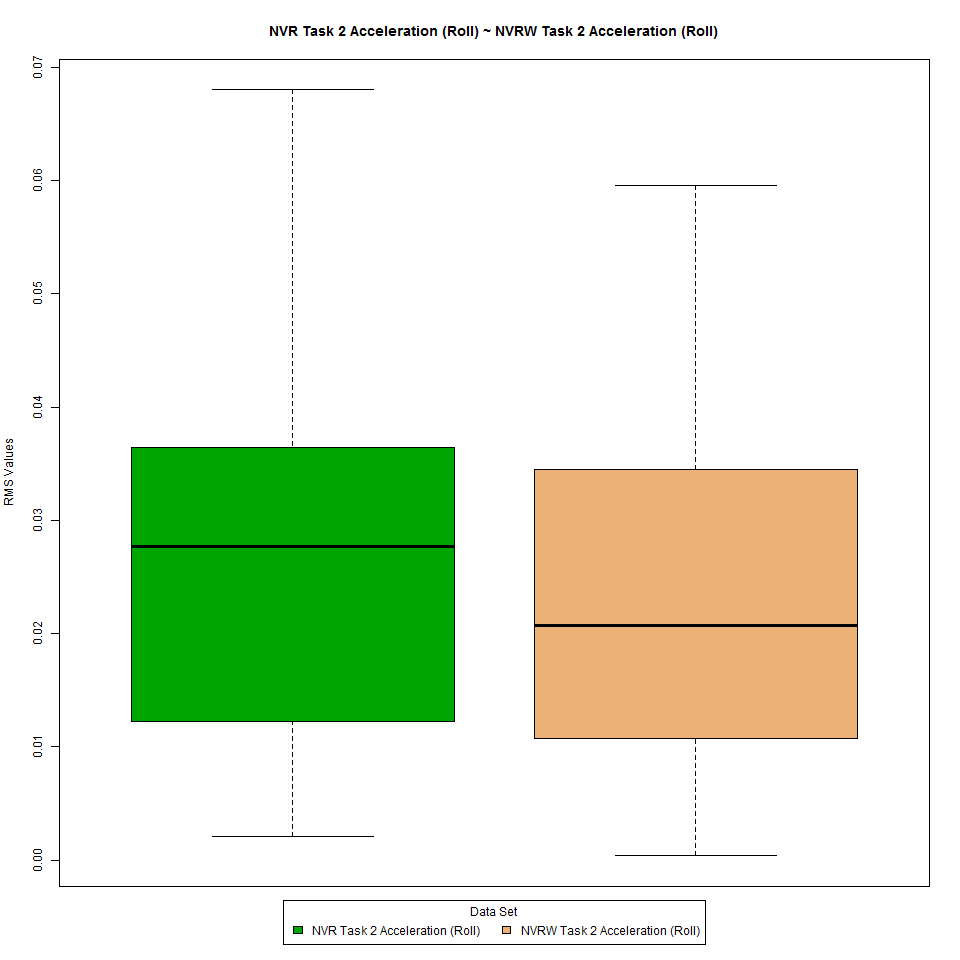 NVR Task 2 Acceleration (Roll) ~ NVRW Task 2 Acceleration (Roll)
0.07
0.06
0.05
0.04
0.03
0.02
0.01
0.00
RMS Values
Data Set
NVR Task 2 Acceleration (Roll) NVRW Task 2 Acceleration (Roll)